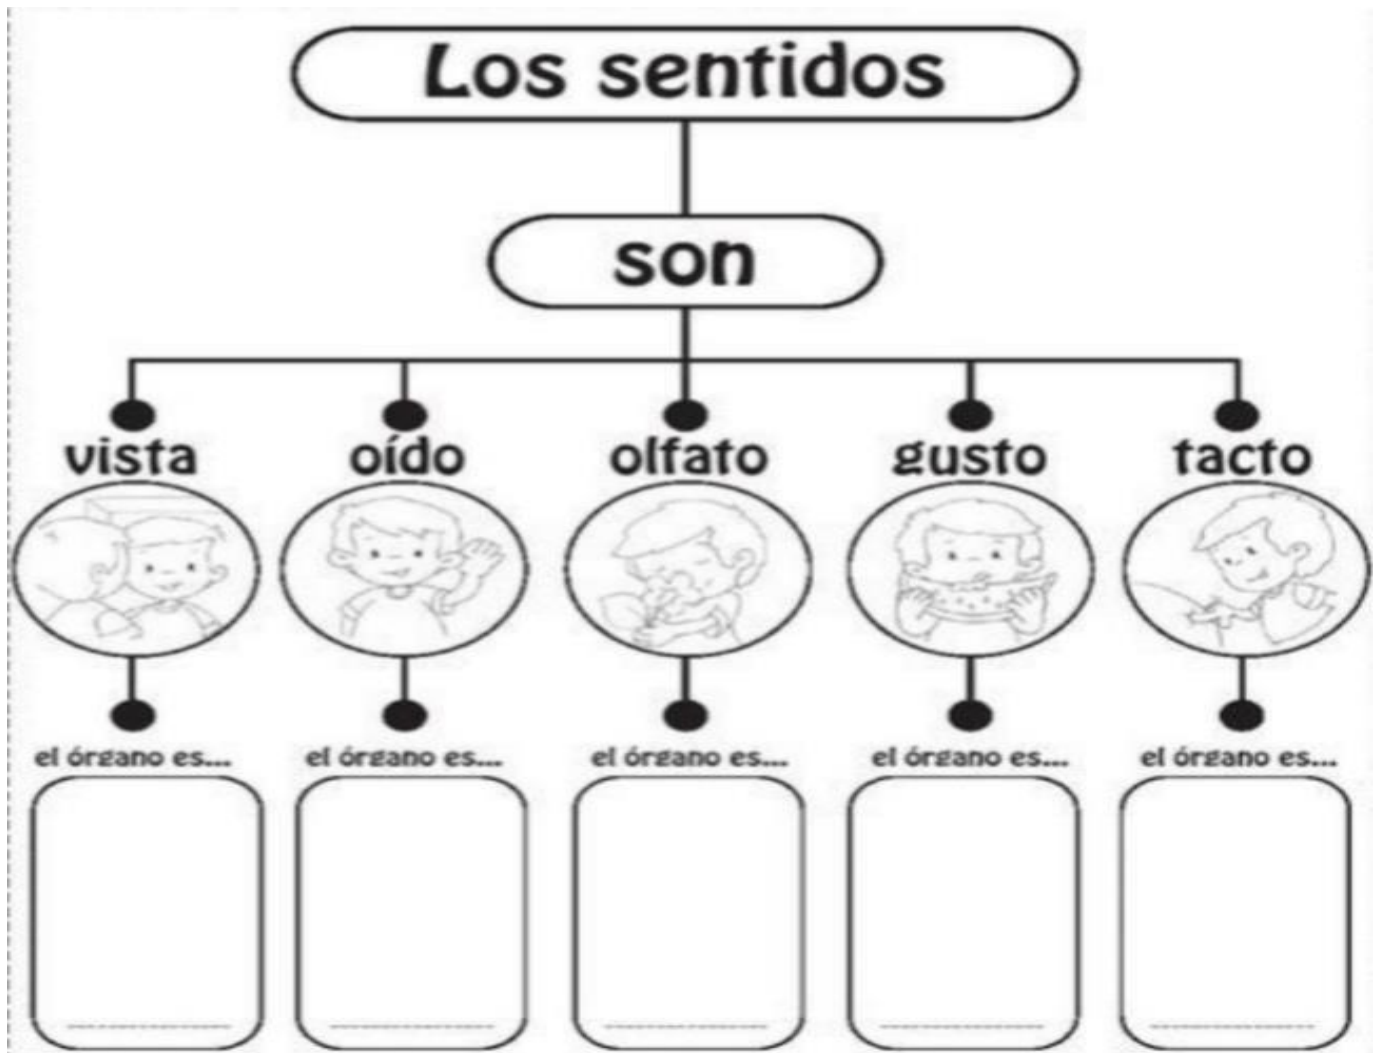 Los sentidos
son
vista oído olfato gusto tacto
el órgano es... el órgano es... el órgano es... el órgano es... el órgano es...